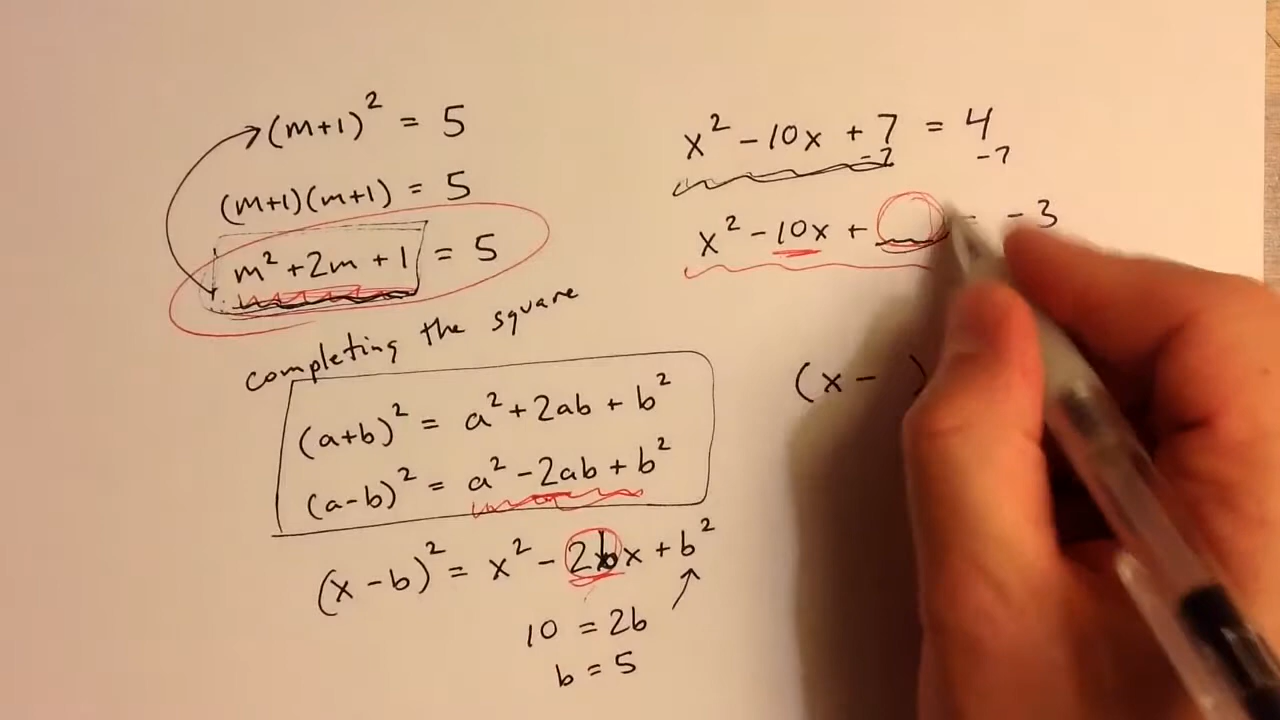 (m+1)² = 5
(m+1)(m+1) = 5
m² + 2m + 1 = 5
completing the square
(a+b)² = a² + 2ab + b²
(a-b)² = a² - 2ab + b²
(x - b)² = x² - 2bx + b²
10 = 2b
b = 5
x² - 10x + 7 = 4
-7 -7
x² - 10x + __ = -3
(x - )